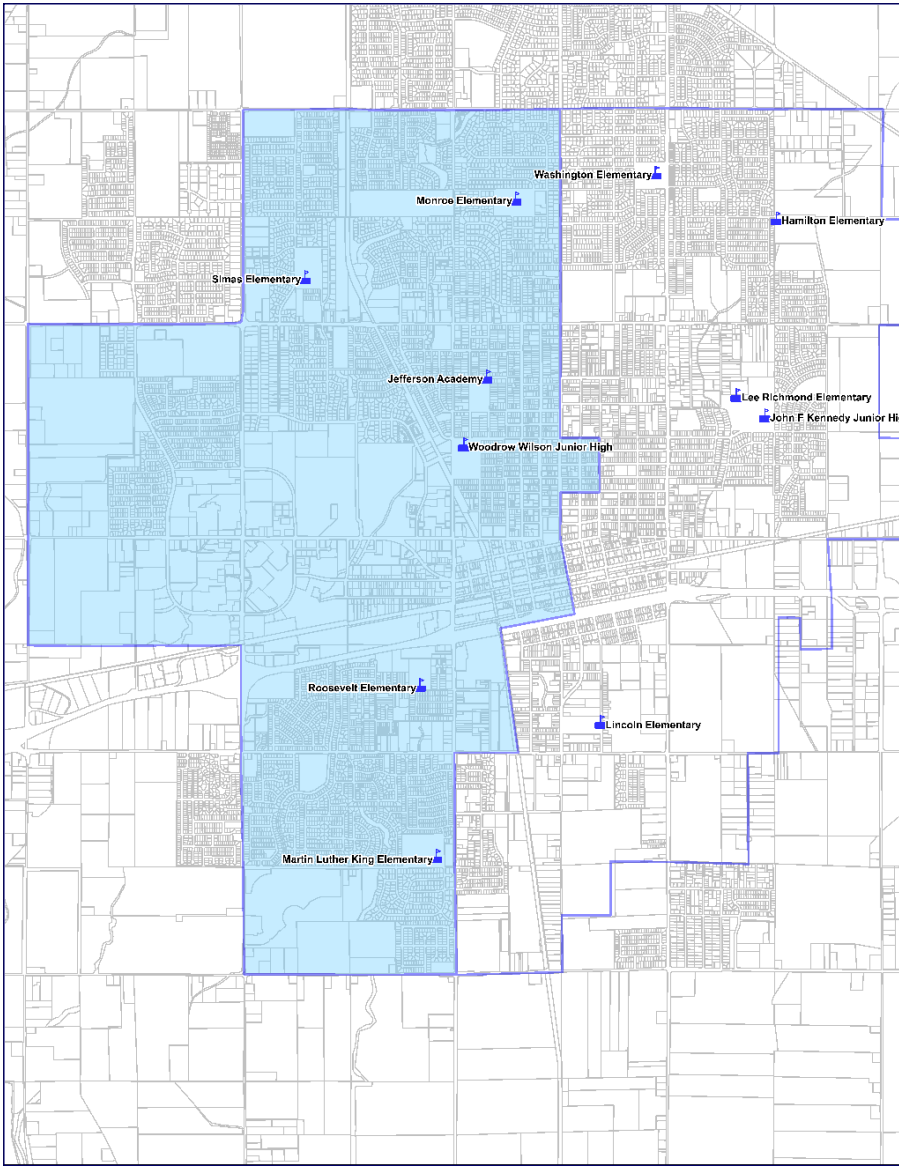 Washington Elementary
Monroe Elementary
Hamilton Elementary
Simas Elementary
Jefferson Academy
Lee Richmond Elementary
John F Kennedy Junior Hi
Woodrow Wilson Junior High
Roosevelt Elementary
Lincoln Elementary
Martin Luther King Elementary